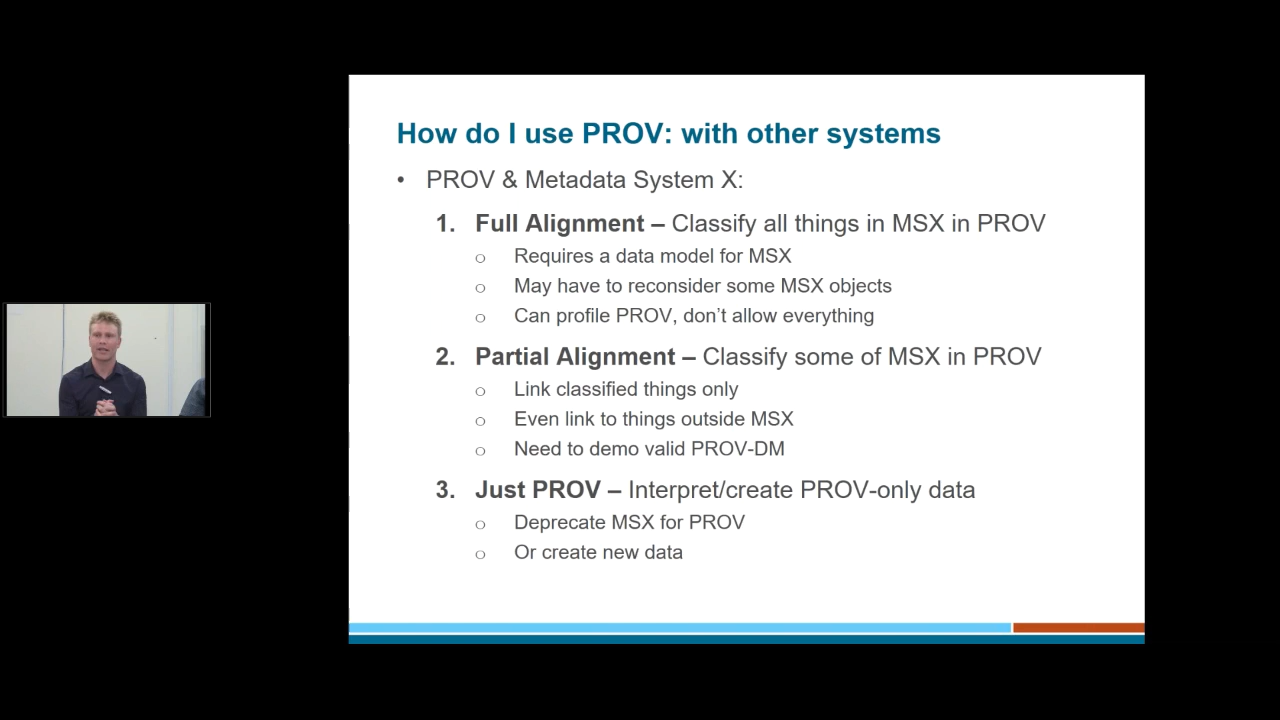 How do I use PROV: with other systems
• PROV & Metadata System X:
1. Full Alignment – Classify all things in MSX in PROV
o Requires a data model for MSX
o May have to reconsider some MSX objects
o Can profile PROV, don’t allow everything
2. Partial Alignment – Classify some of MSX in PROV
o Link classified things only
o Even link to things outside MSX
o Need to demo valid PROV-DM
3. Just PROV – Interpret/create PROV-only data
o Deprecate MSX for PROV
o Or create new data